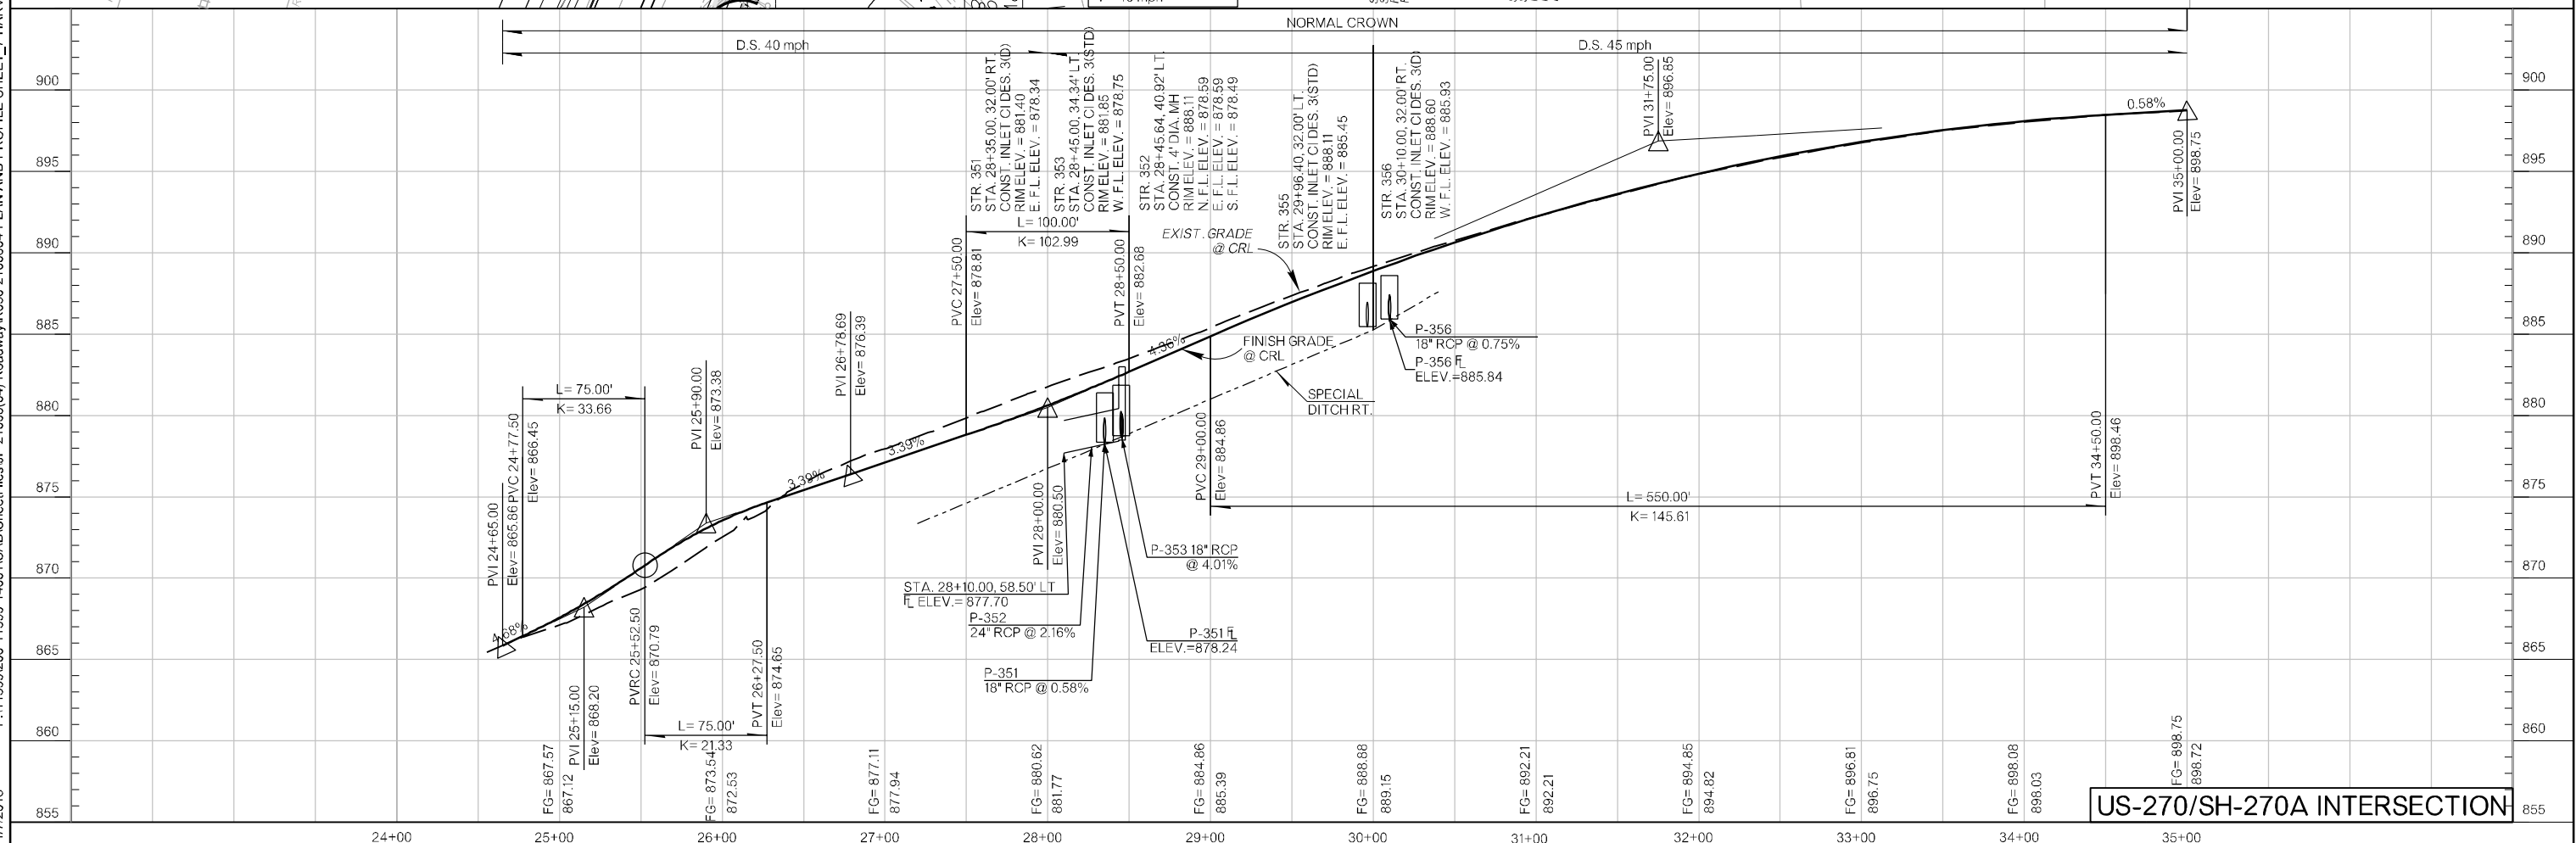 NORMAL CROWN
D.S. 40 mph
D.S. 45 mph
900
895
890
885
880
875
870
865
860
855
900
895
890
885
880
875
870
865
860
855
PVI 24+65.00
Elev= 865.86
PVC 24+77.50
Elev= 866.45
4.68%
L= 75.00'
K= 33.66
PVI 25+15.00
Elev= 868.20
PVRC 25+52.50
Elev= 870.79
PVI 25+90.00
Elev= 873.38
L= 75.00'
K= 21.33
PVT 26+27.50
Elev= 874.65
3.39%
PVI 26+78.69
Elev= 876.39
3.39%
PVC 27+50.00
Elev= 878.81
L= 100.00'
K= 102.99
PVI 28+00.00
Elev= 880.50
PVT 28+50.00
Elev= 882.68
STR. 351
STA. 28+35.00, 32.00' RT.
CONST. INLET CI DES. 3(D)
RIM ELEV. = 881.40
E. F.L. ELEV. = 878.34
STR. 353
STA. 28+45.00, 34.34' LT.
CONST. INLET CI DES. 3(STD)
RIM ELEV. = 881.85
W. F.L. ELEV. = 878.75
STR. 352
STA. 28+45.64, 40.92' LT.
CONST. 4' DIA. MH
RIM ELEV. = 888.11
N. F.L. ELEV. = 878.59
E. F.L. ELEV. = 878.59
S. F.L. ELEV. = 878.49
EXIST. GRADE
@ CRL
STR. 355
STA. 29+96.40, 32.00' LT.
CONST. INLET CI DES. 3(STD)
RIM ELEV. = 888.11
E. F.L. ELEV. = 885.45
STR. 356
STA. 30+10.00, 32.00' RT.
CONST. INLET CI DES. 3(D)
RIM ELEV. = 888.60
W. F.L. ELEV. = 885.93
4.36%
FINISH GRADE
@ CRL
PVC 29+00.00
Elev= 884.86
SPECIAL
DITCH RT.
P-356
18" RCP @ 0.75%
P-356 FL
ELEV.=885.84
P-353 18" RCP
@ 4.01%
STA. 28+10.00, 58.50' LT
FL ELEV.= 877.70
P-352
24" RCP @ 2.16%
P-351 FL
ELEV.=878.24
P-351
18" RCP @ 0.58%
PVI 31+75.00
Elev= 896.85
L= 550.00'
K= 145.61
PVT 34+50.00
Elev= 898.46
0.58%
PVI 35+00.00
Elev= 898.75
FG= 867.57
867.12
FG= 873.54
872.53
FG= 877.11
877.94
FG= 880.62
881.77
FG= 884.86
885.39
FG= 888.88
889.15
FG= 892.21
892.21
FG= 894.85
894.82
FG= 896.81
896.75
FG= 898.08
898.03
FG= 898.75
898.72
US-270/SH-270A INTERSECTION
24+00
25+00
26+00
27+00
28+00
29+00
30+00
31+00
32+00
33+00
34+00
35+00